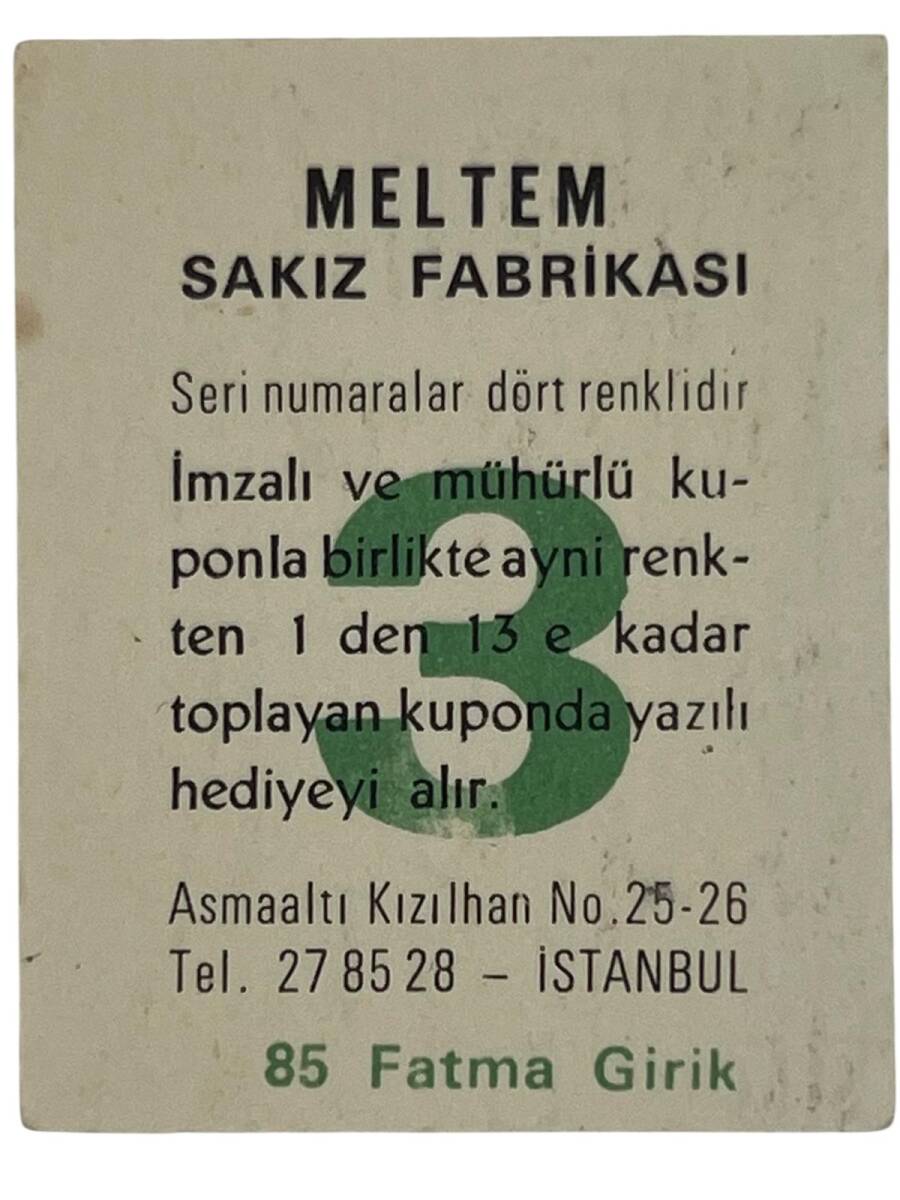 MELTEM
SAKIZ FABRİKASI
Seri numaralar dört renklidir
İmzalı ve mühürlü ku-
ponla birlikte ayni renk-
ten 1 den 13 e kadar
toplayan kuponda yazılı
hediyeyi alır.
3
Asmaaltı Kızılhan No.25-26
Tel. 27 85 28 – İSTANBUL
85 Fatma Girik